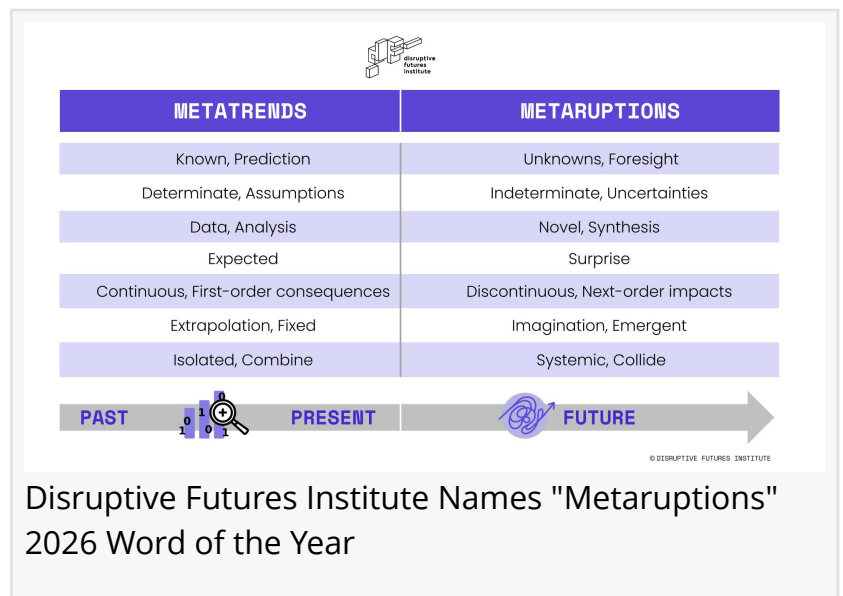 disruptive
futures
institute
METATRENDS METARUPTIONS
Known, Prediction Unknowns, Foresight
Determinate, Assumptions Indeterminate, Uncertainties
Data, Analysis Novel, Synthesis
Expected Surprise
Continuous, First-order consequences Discontinuous, Next-order impacts
Extrapolation, Fixed Imagination, Emergent
Isolated, Combine Systemic, Collide
PAST 0 1 1 0 0 1 PRESENT FUTURE
© DISRUPTIVE FUTURES INSTITUTE
Disruptive Futures Institute Names "Metaruptions"
2026 Word of the Year